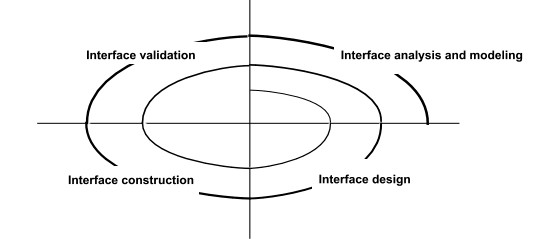 Interface validation
Interface analysis and modeling
Interface construction
Interface design